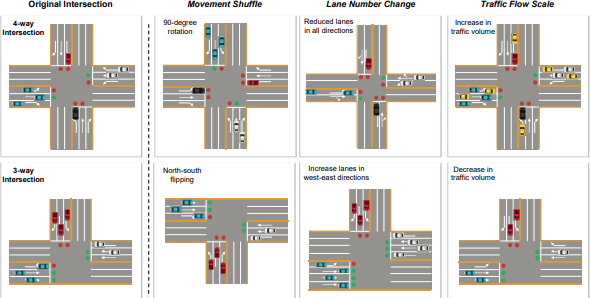 Original Intersection
Movement Shuffle
Lane Number Change
Traffic Flow Scale
4-way
Intersection
90-degree
rotation
Reduced lanes
in all directions
Increase in
traffic volume
3-way
Intersection
North-south
flipping
Increase lanes in
west-east directions
Decrease in
traffic volume